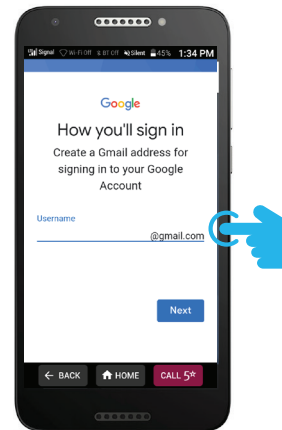 Signal Wi-Fi Off BT Off Silent 45% 1:34 PM
Google
How you'll sign in
Create a Gmail address for
signing in to your Google
Account
Username
@gmail.com
Next
← BACK HOME CALL 5☆